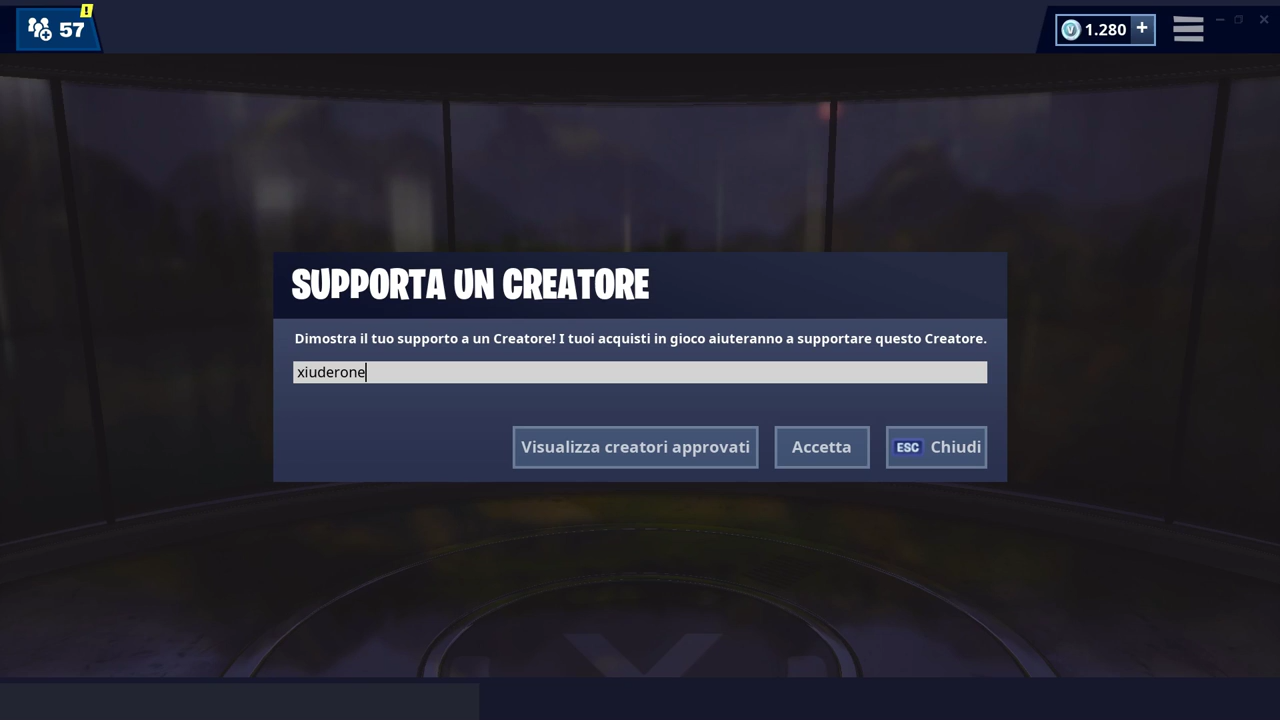 57
!
1.280 +
SUPPORTA UN CREATORE
Dimostra il tuo supporto a un Creatore! I tuoi acquisti in gioco aiuteranno a supportare questo Creatore.
xiuderone
Visualizza creatori approvati
Accetta
ESC Chiudi